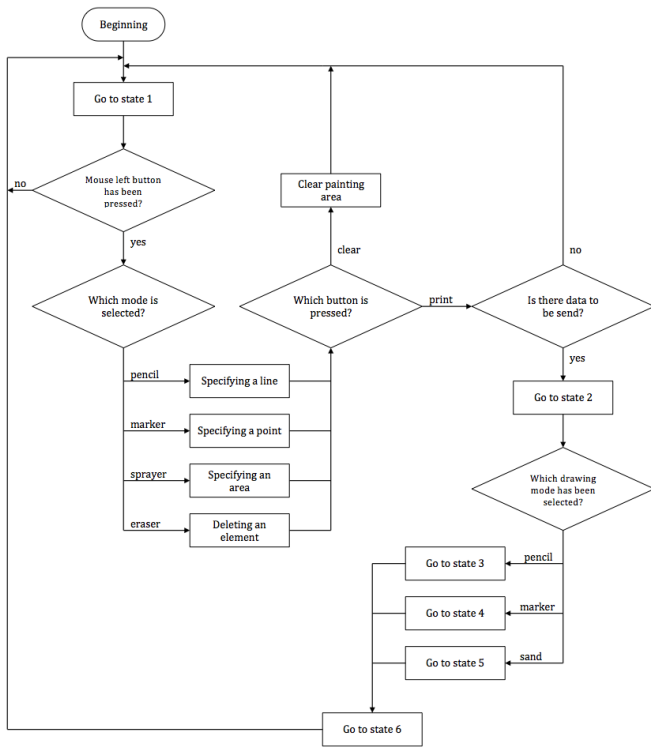 Beginning
Go to state 1
Mouse left button
has been
pressed?
no
yes
Which mode is
selected?
pencil
Specifying a line
marker
Specifying a point
sprayer
Specifying an
area
eraser
Deleting an
element
Clear painting
area
clear
Which button is
pressed?
print
Is there data to
be send?
no
yes
Go to state 2
Which drawing
mode has been
selected?
pencil
Go to state 3
marker
Go to state 4
sand
Go to state 5
Go to state 6